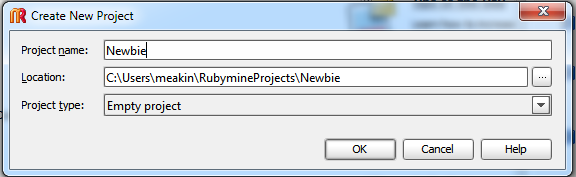 Create New Project
Project name: Newbie
Location: C:\Users\meakin\RubymineProjects\Newbie ...
Project type: Empty project
OK Cancel Help